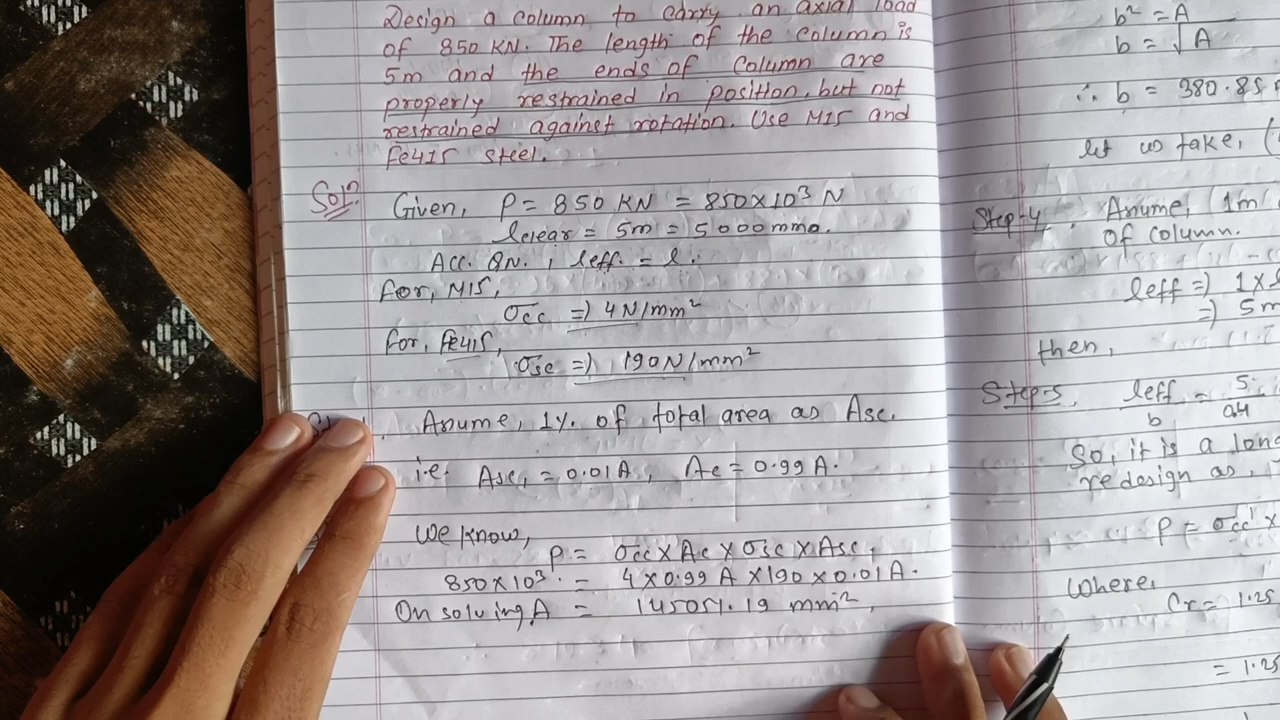 Design a column to carry an axial load
of 850 KN. The length of the column is
5m and the ends of column are
properly restrained in position, but not
restrained against rotation. Use M15 and
Fe415 steel.
Sol?
Given, P = 850 KN = 850×10³ N
lclear = 5m = 5000mm.
Acc. QN., leff. = l.
For, M15,
σcc =) 4N/mm²
for, Fe415,
σsc =) 190N/mm²
Assume, 1%. of total area as Asc.
i.e. Asc, = 0.01A, Ac = 0.99 A.
We know,
P = σcc × Ac × σsc × Asc,
850×10³ = 4×0.99 A ×190 ×0.01A.
On solving, A = 145051.19 mm²,
b² = A
b = √A
∴ b = 380.85
let us take, (
Step-4, Assume, (1m
of column.
leff =) 1×
=) 5m
then,
Step-5, leff/b = 5/0.4
So, it is a long
redesign as,
P = σcc' ×
Where,
Cr = 1.25
= 1.25